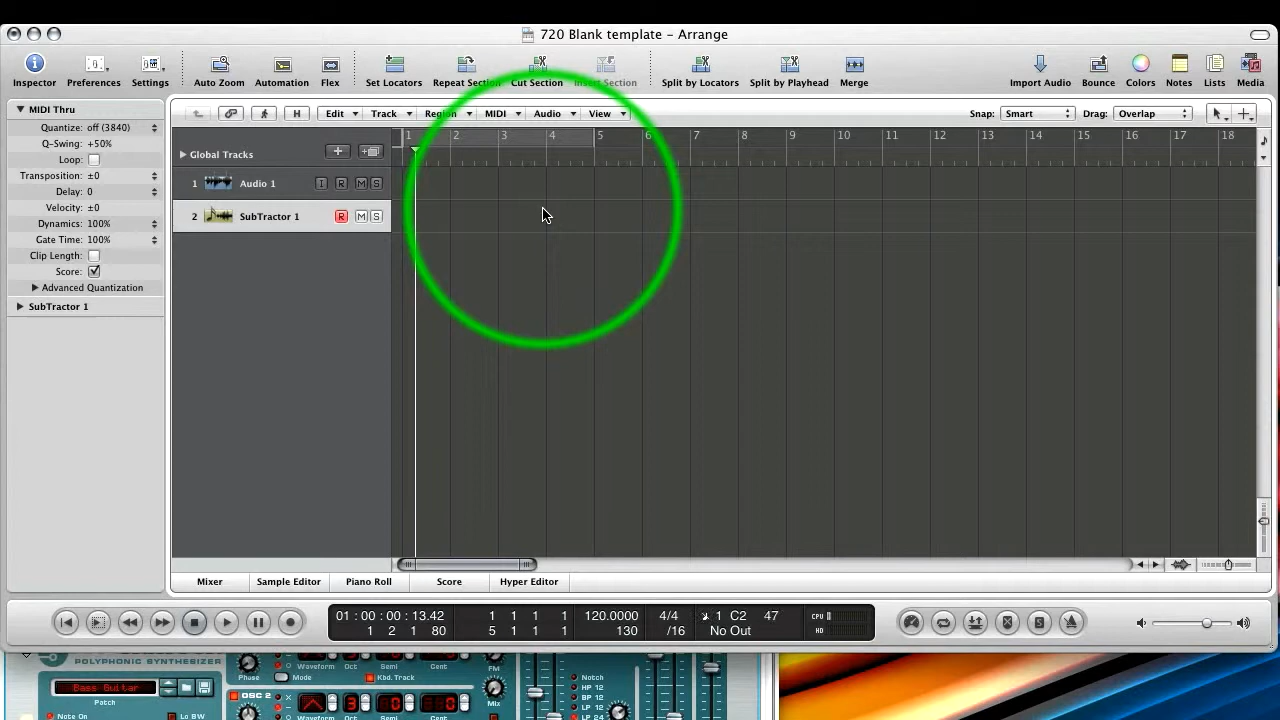 720 Blank template – Arrange
Inspector Preferences Settings Auto Zoom Automation Flex Set Locators Repeat Section Cut Section Insert Section Split by Locators Split by Playhead Merge Import Audio Bounce Colors Notes Lists Media
MIDI Thru
Quantize: off (3840)
Q-Swing: +50%
Loop:
Transposition: ±0
Delay: 0
Velocity: ±0
Dynamics: 100%
Gate Time: 100%
Clip Length:
Score:
Advanced Quantization
SubTractor 1
H Edit Track Region MIDI Audio View Snap: Smart Drag: Overlap
1 2 3 4 5 6 7 8 9 10 11 12 13 14 15 16 17 18
Global Tracks
1 Audio 1 I R M S
2 SubTractor 1 R M S
Mixer Sample Editor Piano Roll Score Hyper Editor
01 : 00 : 00 : 13.42 1 1 1 1 120.0000 4/4 1 C2 47 CPU
1 2 1 80 5 1 1 1 130 /16 No Out HD
POLYPHONIC SYNTHESIZER
Bass Guitar
Patch
Note On Lo BW
Phase Waveform Oct Semi Cent FM
Mode Kbd. Track
OSC 2 Mix
Waveform Oct Semi Cent
Notch
HP 12
BP 12
LP 12
LP 24